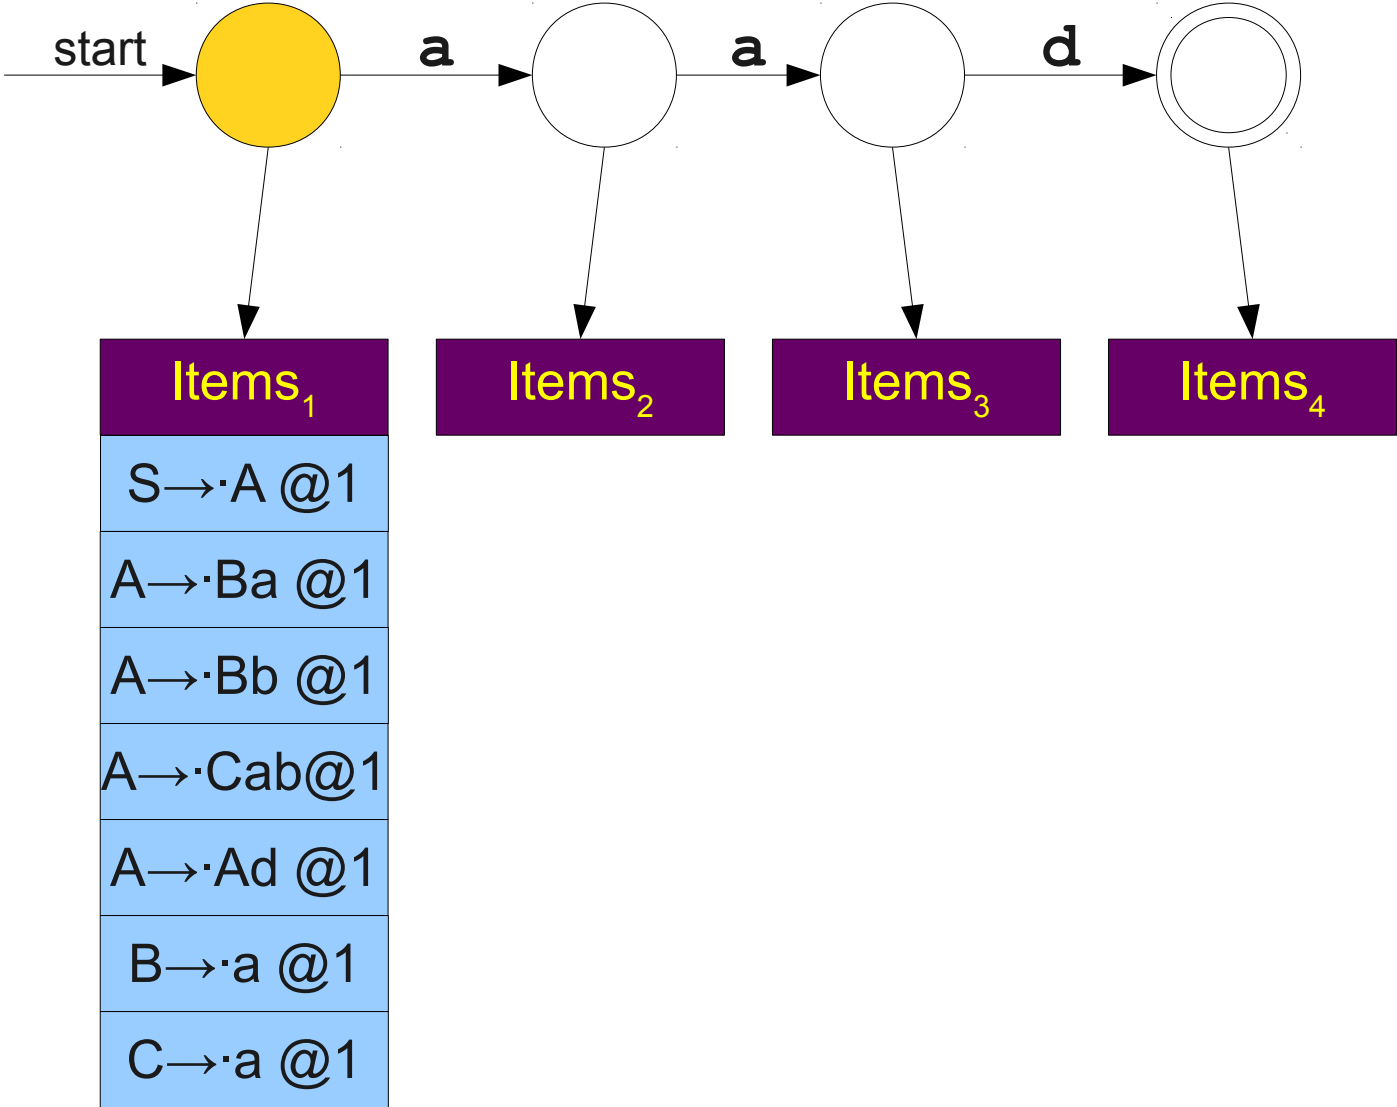 start a a d
Items₁ Items₂ Items₃ Items₄
S→·A @1
A→·Ba @1
A→·Bb @1
A→·Cab@1
A→·Ad @1
B→·a @1
C→·a @1